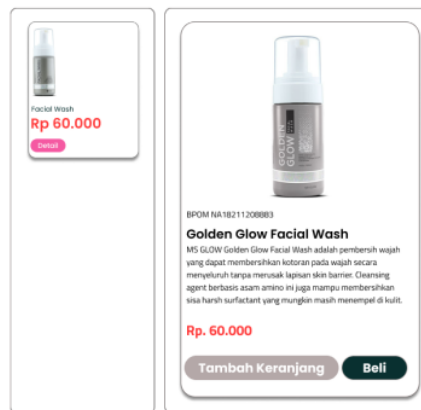 Facial Wash
Rp 60.000
Detail
GOLDEN
GLOW
BPOM NA18211208883
Golden Glow Facial Wash
MS GLOW Golden Glow Facial Wash adalah pembersih wajah
yang dapat membersihkan kotoran pada wajah secara
menyeluruh tanpa merusak lapisan skin barrier. Cleansing
agent berbasis asam amino ini juga mampu membersihkan
sisa harsh surfactant yang mungkin masih menempel di kulit.
Rp. 60.000
Tambah Keranjang
Beli